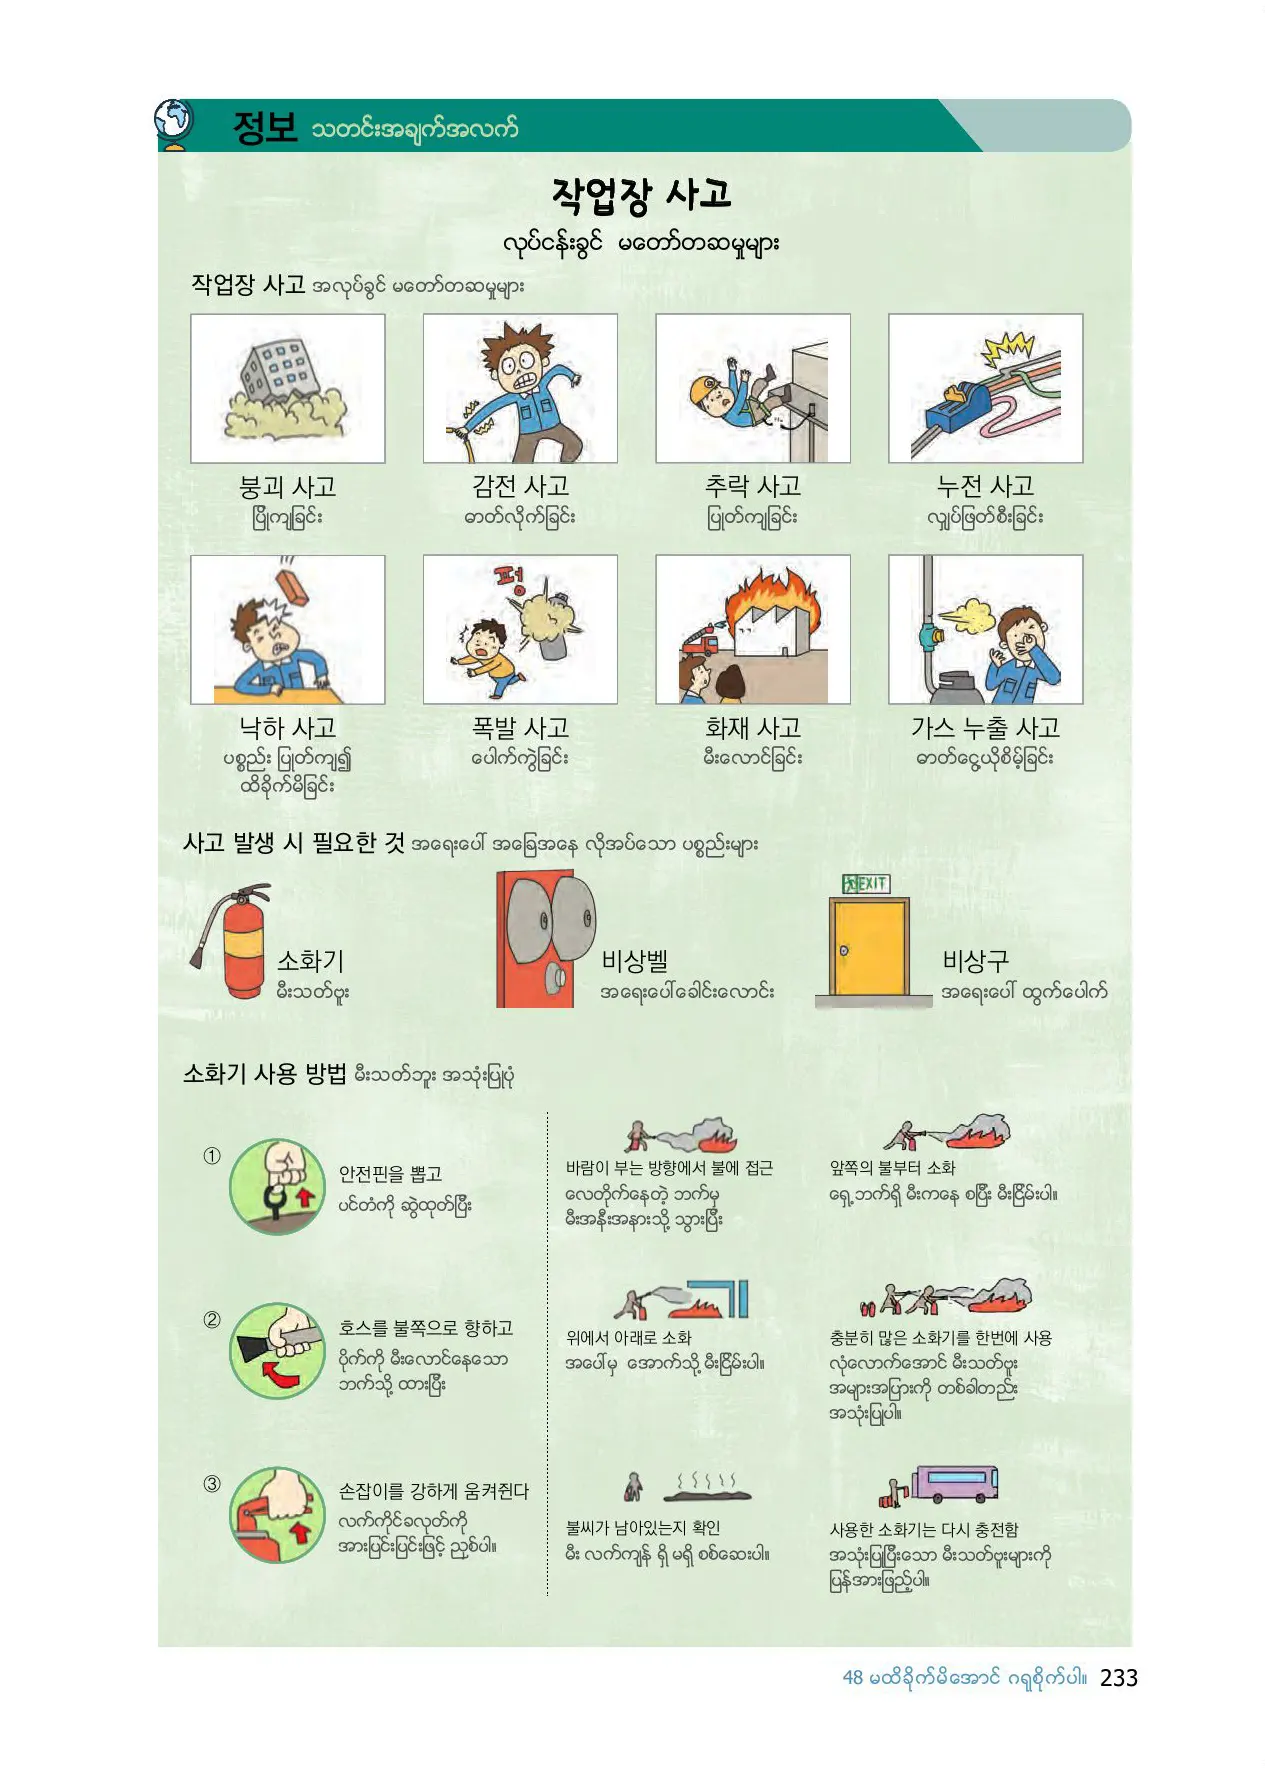 정보 သတင်းအချက်အလက်
작업장 사고
လုပ်ငန်းခွင် မတော်တဆမှုများ
작업장 사고 အလုပ်ခွင် မတော်တဆမှုများ
붕괴 사고
ပြိုကျခြင်း
감전 사고
ဓာတ်လိုက်ခြင်း
추락 사고
ပြုတ်ကျခြင်း
누전 사고
လျှပ်ဖြတ်စီးခြင်း
펑
낙하 사고
ပစ္စည်း ပြုတ်ကျ၍
ထိခိုက်မိခြင်း
폭발 사고
ပေါက်ကွဲခြင်း
화재 사고
မီးလောင်ခြင်း
가스 누출 사고
ဓာတ်ငွေ့ယိုစိမ့်ခြင်း
사고 발생 시 필요한 것 အရေးပေါ် အခြေအနေ လိုအပ်သော ပစ္စည်းများ
EXIT
소화기
မီးသတ်ဗူး
비상벨
အရေးပေါ်ခေါင်းလောင်း
비상구
အရေးပေါ် ထွက်ပေါက်
소화기 사용 방법 မီးသတ်ဘူး အသုံးပြုပုံ
①
안전핀을 뽑고
ပင်တံကို ဆွဲထုတ်ပြီး
바람이 부는 방향에서 불에 접근
လေတိုက်နေတဲ့ ဘက်မှ
မီးအနီးအနားသို့ သွားပြီး
앞쪽의 불부터 소화
ရှေ့ဘက်ရှိ မီးကနေ စပြီး မီးငြိမ်းပါ။
②
호스를 불쪽으로 향하고
ပိုက်ကို မီးလောင်နေသော
ဘက်သို့ ထားပြီး
위에서 아래로 소화
အပေါ်မှ အောက်သို့ မီးငြိမ်းပါ။
충분히 많은 소화기를 한번에 사용
လုံလောက်အောင် မီးသတ်ဗူး
အများအပြားကို တစ်ခါတည်း
အသုံးပြုပါ။
③
손잡이를 강하게 움켜쥔다
လက်ကိုင်ခလုတ်ကို
အားပြင်းပြင်းဖြင့် ညှစ်ပါ။
불씨가 남아있는지 확인
မီး လက်ကျန် ရှိ မရှိ စစ်ဆေးပါ။
사용한 소화기는 다시 충전함
အသုံးပြုပြီးသော မီးသတ်ဗူးများကို
ပြန်အားဖြည့်ပါ။
48 မထိခိုက်မိအောင် ဂရုစိုက်ပါ။ 233